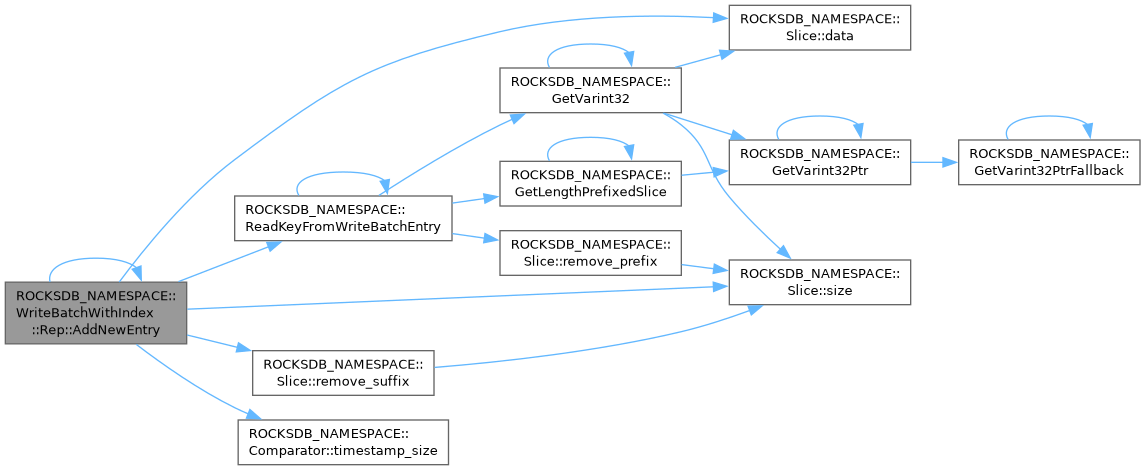 ROCKSDB_NAMESPACE::
Slice::data
ROCKSDB_NAMESPACE::
GetVarint32
ROCKSDB_NAMESPACE::
GetVarint32Ptr
ROCKSDB_NAMESPACE::
GetVarint32PtrFallback
ROCKSDB_NAMESPACE::
GetLengthPrefixedSlice
ROCKSDB_NAMESPACE::
ReadKeyFromWriteBatchEntry
ROCKSDB_NAMESPACE::
Slice::remove_prefix
ROCKSDB_NAMESPACE::
Slice::size
ROCKSDB_NAMESPACE::
WriteBatchWithIndex
::Rep::AddNewEntry
ROCKSDB_NAMESPACE::
Slice::remove_suffix
ROCKSDB_NAMESPACE::
Comparator::timestamp_size